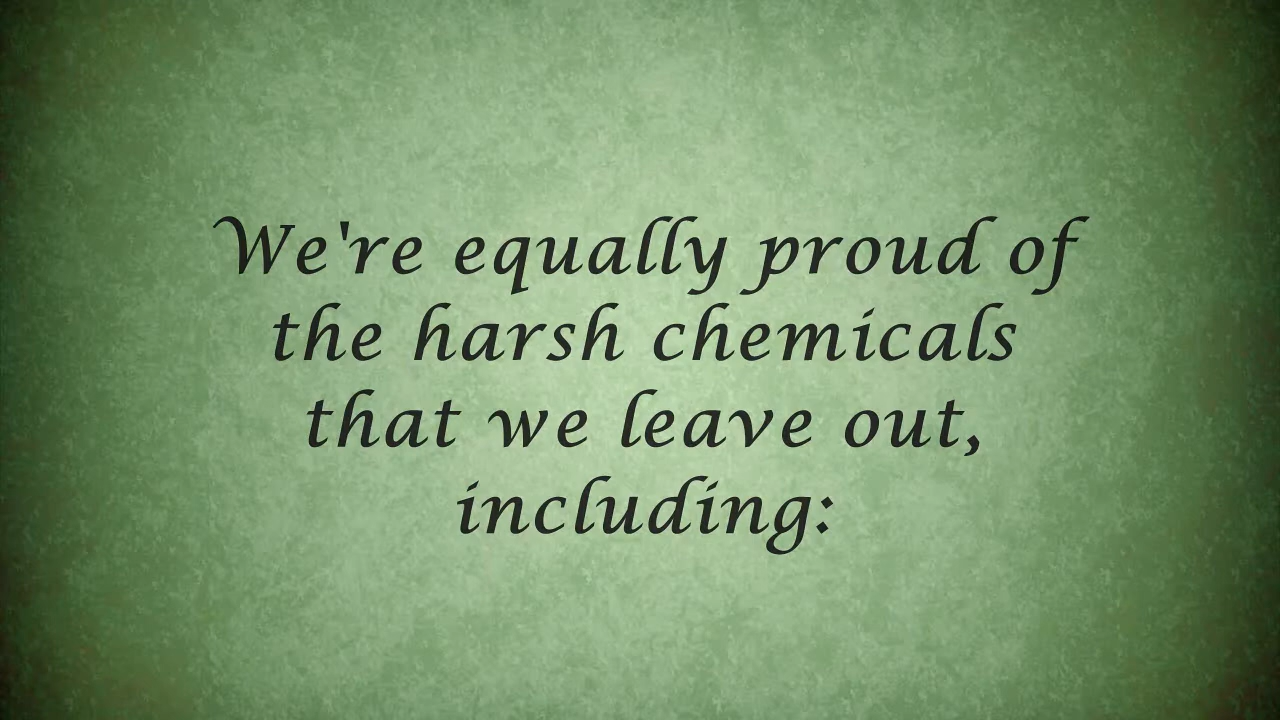 We're equally proud of
the harsh chemicals
that we leave out,
including: